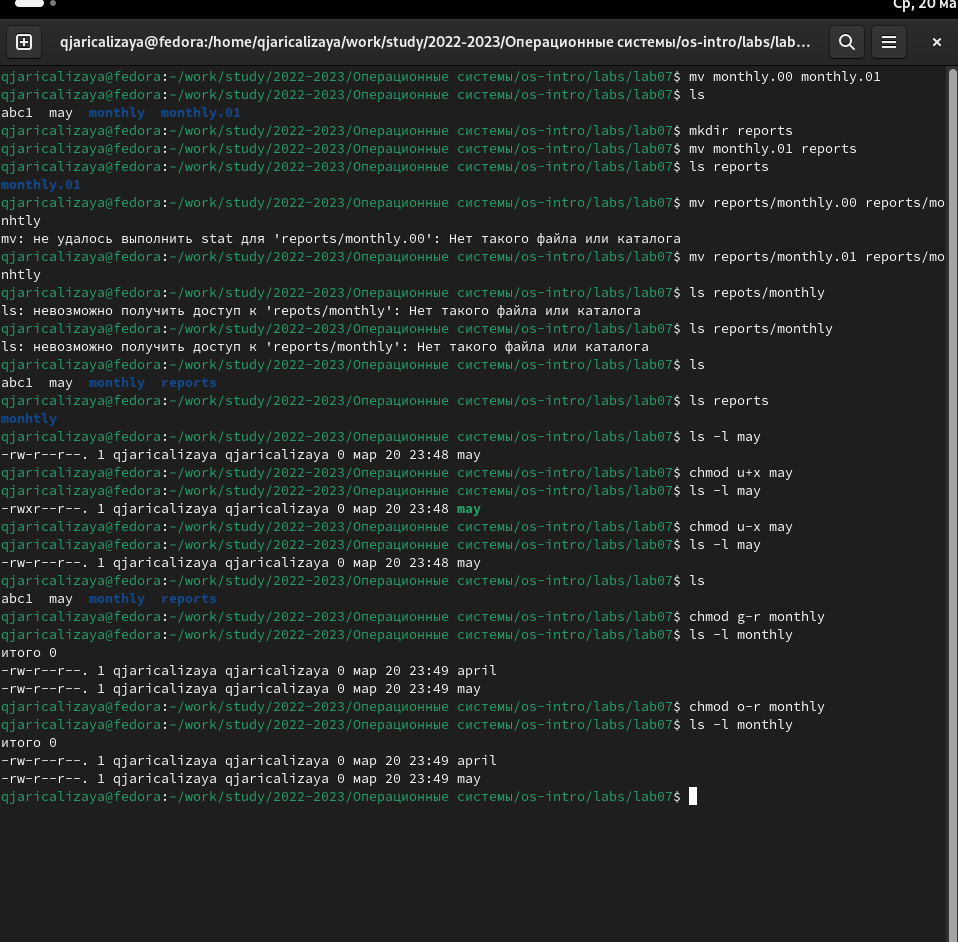 Ср, 20 ма
qjaricalizaya@fedora:/home/qjaricalizaya/work/study/2022-2023/Операционные системы/os-intro/labs/lab...
qjaricalizaya@fedora:~/work/study/2022-2023/Операционные системы/os-intro/labs/lab07$ mv monthly.00 monthly.01
qjaricalizaya@fedora:~/work/study/2022-2023/Операционные системы/os-intro/labs/lab07$ ls
abc1  may  monthly  monthly.01
qjaricalizaya@fedora:~/work/study/2022-2023/Операционные системы/os-intro/labs/lab07$ mkdir reports
qjaricalizaya@fedora:~/work/study/2022-2023/Операционные системы/os-intro/labs/lab07$ mv monthly.01 reports
qjaricalizaya@fedora:~/work/study/2022-2023/Операционные системы/os-intro/labs/lab07$ ls reports
monthly.01
qjaricalizaya@fedora:~/work/study/2022-2023/Операционные системы/os-intro/labs/lab07$ mv reports/monthly.00 reports/mo
nhtly
mv: не удалось выполнить stat для 'reports/monthly.00': Нет такого файла или каталога
qjaricalizaya@fedora:~/work/study/2022-2023/Операционные системы/os-intro/labs/lab07$ mv reports/monthly.01 reports/mo
nhtly
qjaricalizaya@fedora:~/work/study/2022-2023/Операционные системы/os-intro/labs/lab07$ ls repots/monthly
ls: невозможно получить доступ к 'repots/monthly': Нет такого файла или каталога
qjaricalizaya@fedora:~/work/study/2022-2023/Операционные системы/os-intro/labs/lab07$ ls reports/monthly
ls: невозможно получить доступ к 'reports/monthly': Нет такого файла или каталога
qjaricalizaya@fedora:~/work/study/2022-2023/Операционные системы/os-intro/labs/lab07$ ls
abc1  may  monthly  reports
qjaricalizaya@fedora:~/work/study/2022-2023/Операционные системы/os-intro/labs/lab07$ ls reports
monhtly
qjaricalizaya@fedora:~/work/study/2022-2023/Операционные системы/os-intro/labs/lab07$ ls -l may
-rw-r--r--. 1 qjaricalizaya qjaricalizaya 0 мар 20 23:48 may
qjaricalizaya@fedora:~/work/study/2022-2023/Операционные системы/os-intro/labs/lab07$ chmod u+x may
qjaricalizaya@fedora:~/work/study/2022-2023/Операционные системы/os-intro/labs/lab07$ ls -l may
-rwxr--r--. 1 qjaricalizaya qjaricalizaya 0 мар 20 23:48 may
qjaricalizaya@fedora:~/work/study/2022-2023/Операционные системы/os-intro/labs/lab07$ chmod u-x may
qjaricalizaya@fedora:~/work/study/2022-2023/Операционные системы/os-intro/labs/lab07$ ls -l may
-rw-r--r--. 1 qjaricalizaya qjaricalizaya 0 мар 20 23:48 may
qjaricalizaya@fedora:~/work/study/2022-2023/Операционные системы/os-intro/labs/lab07$ ls
abc1  may  monthly  reports
qjaricalizaya@fedora:~/work/study/2022-2023/Операционные системы/os-intro/labs/lab07$ chmod g-r monthly
qjaricalizaya@fedora:~/work/study/2022-2023/Операционные системы/os-intro/labs/lab07$ ls -l monthly
итого 0
-rw-r--r--. 1 qjaricalizaya qjaricalizaya 0 мар 20 23:49 april
-rw-r--r--. 1 qjaricalizaya qjaricalizaya 0 мар 20 23:49 may
qjaricalizaya@fedora:~/work/study/2022-2023/Операционные системы/os-intro/labs/lab07$ chmod o-r monthly
qjaricalizaya@fedora:~/work/study/2022-2023/Операционные системы/os-intro/labs/lab07$ ls -l monthly
итого 0
-rw-r--r--. 1 qjaricalizaya qjaricalizaya 0 мар 20 23:49 april
-rw-r--r--. 1 qjaricalizaya qjaricalizaya 0 мар 20 23:49 may
qjaricalizaya@fedora:~/work/study/2022-2023/Операционные системы/os-intro/labs/lab07$